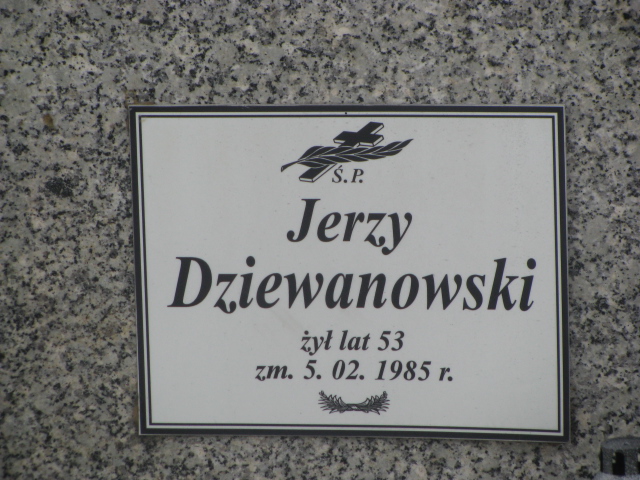 Ś.P.
Jerzy
Dziewanowski
żył lat 53
zm. 5. 02. 1985 r.